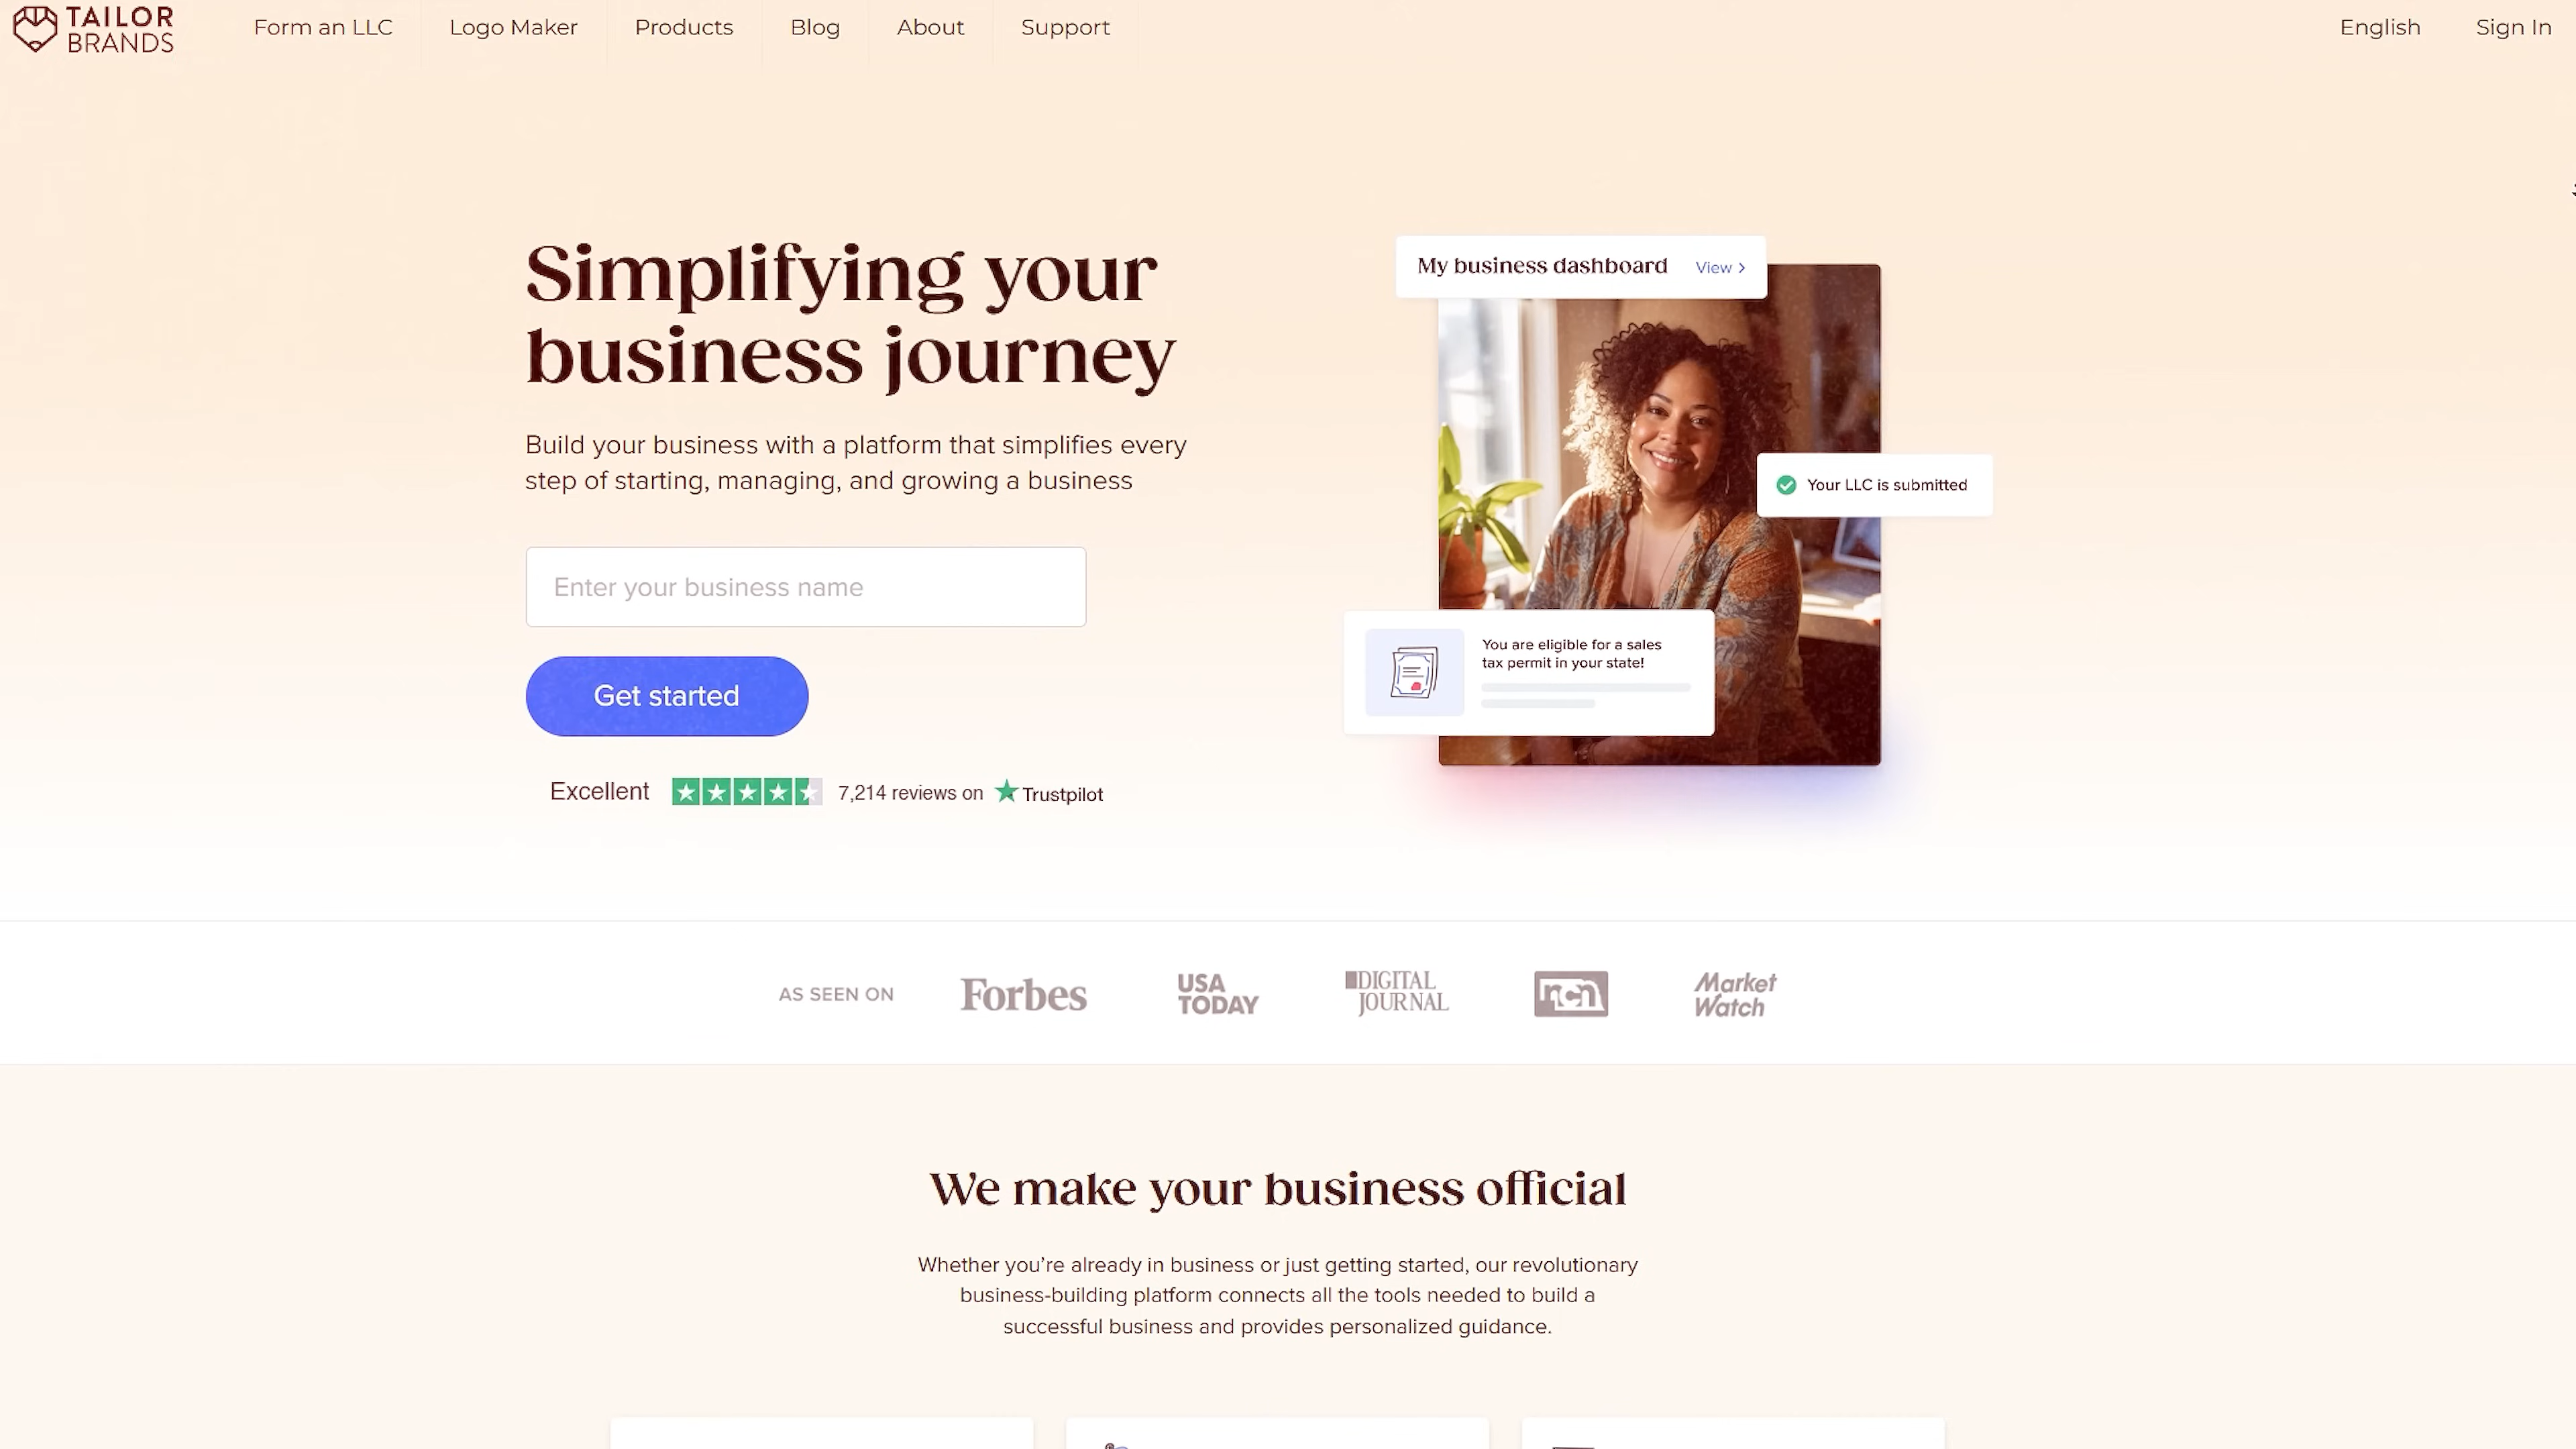 TAILOR
BRANDS
Form an LLC
Logo Maker
Products
Blog
About
Support
English
Sign In
Simplifying your
business journey
Build your business with a platform that simplifies every
step of starting, managing, and growing a business
Enter your business name
Get started
Excellent
7,214 reviews on
Trustpilot
My business dashboard
View >
Your LLC is submitted
You are eligible for a sales
tax permit in your state!
AS SEEN ON
Forbes
USA
TODAY
DIGITAL
JOURNAL
ncn
Market
Watch
We make your business official
Whether you’re already in business or just getting started, our revolutionary
business-building platform connects all the tools needed to build a
successful business and provides personalized guidance.